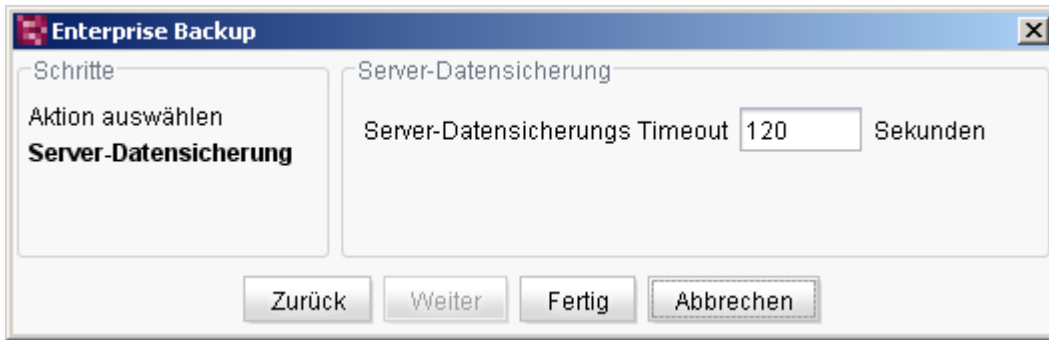 Enterprise Backup
Schritte
Aktion auswählen
Server-Datensicherung
Server-Datensicherung
Server-Datensicherungs Timeout 120 Sekunden
Zurück Weiter Fertig Abbrechen